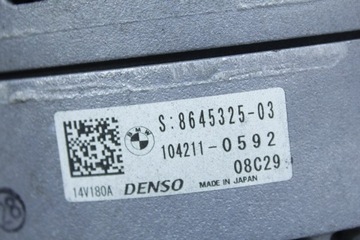 S:8645325-03
104211-0592
08C29
14V180A DENSO MADE IN JAPAN